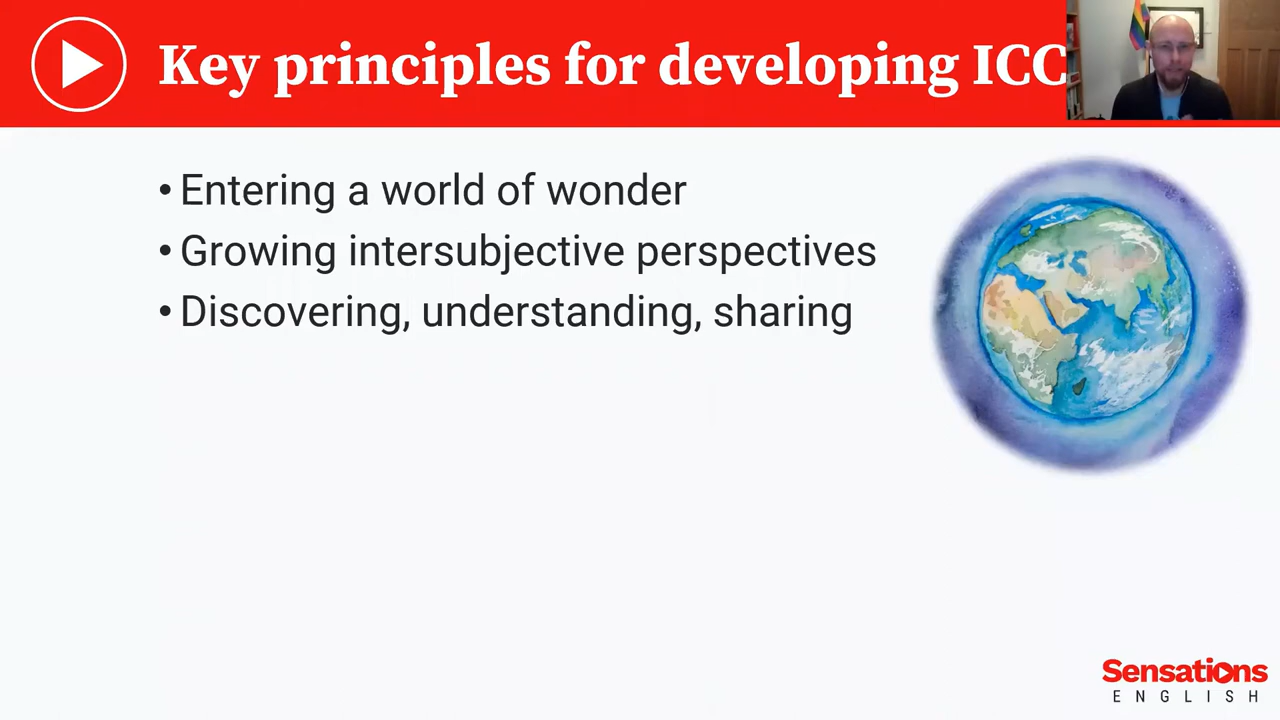 Key principles for developing ICC
• Entering a world of wonder
• Growing intersubjective perspectives
• Discovering, understanding, sharing
Sensations
ENGLISH